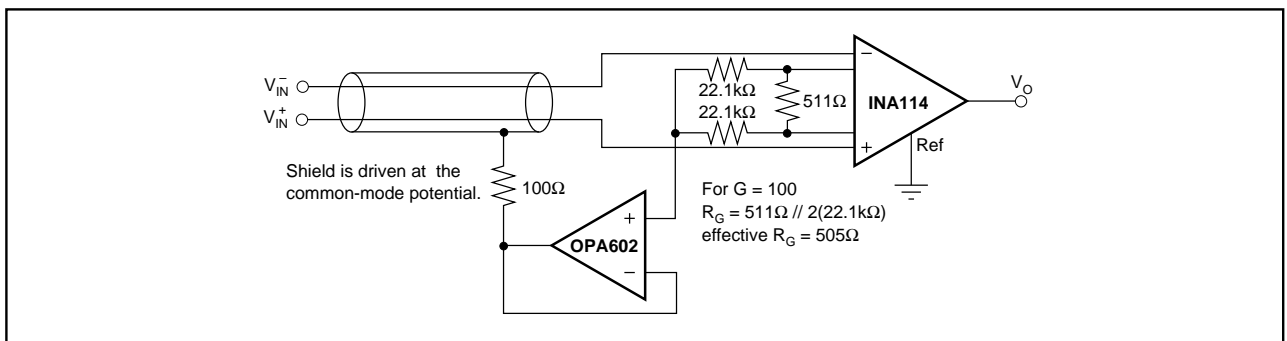 V⁻IN
V⁺IN
Shield is driven at the
common-mode potential.
100Ω
OPA602
+
–
22.1kΩ
22.1kΩ
511Ω
–
INA114
+
Ref
VO
For G = 100
RG = 511Ω // 2(22.1kΩ)
effective RG = 505Ω